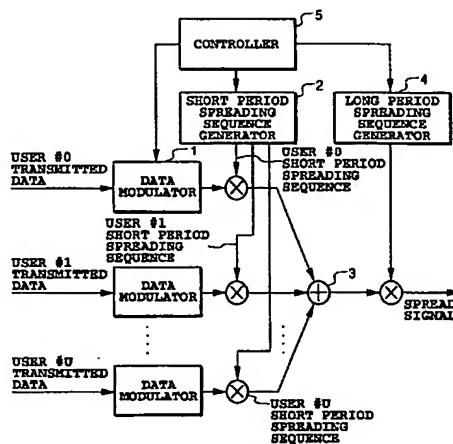 5
CONTROLLER
2
4
SHORT PERIOD
SPREADING
SEQUENCE
GENERATOR
LONG PERIOD
SPREADING
SEQUENCE
GENERATOR
USER #0
TRANSMITTED
DATA
1
DATA
MODULATOR
USER #0
SHORT PERIOD
SPREADING
SEQUENCE
USER #1
SHORT PERIOD
SPREADING
SEQUENCE
USER #1
TRANSMITTED
DATA
DATA
MODULATOR
3
SPREAD
SIGNAL
USER #U
TRANSMITTED
DATA
DATA
MODULATOR
USER #U
SHORT PERIOD
SPREADING
SEQUENCE